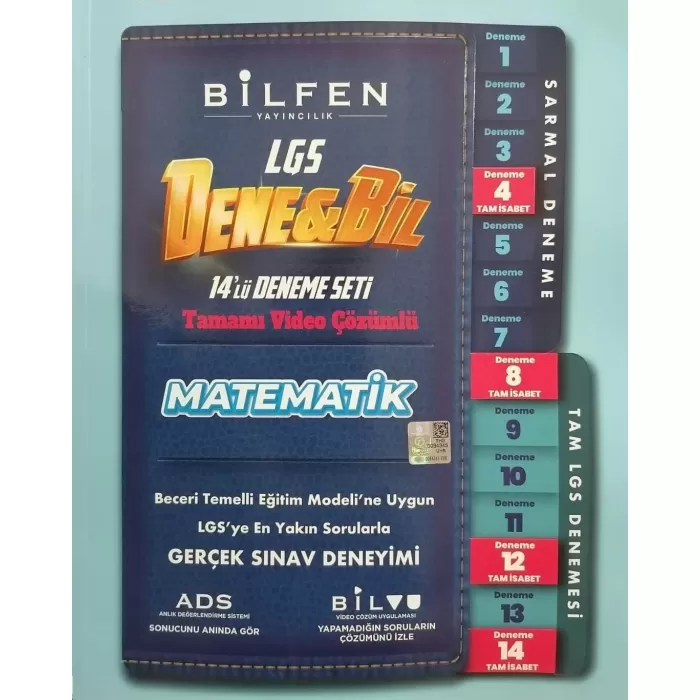 BİLFEN
YAYINCILIK
LGS
DENE&BİL
14'LÜ DENEME SETİ
Tamamı Video Çözümlü
MATEMATİK
Beceri Temelli Eğitim Modeli'ne Uygun
LGS'ye En Yakın Sorularla
GERÇEK SINAV DENEYİMİ
ADS
ANLIK DEĞERLENDİRME SİSTEMİ
SONUCUNU ANINDA GÖR
BİLVU
VİDEO ÇÖZÜM UYGULAMASI
YAPAMADIĞIN SORULARIN
ÇÖZÜMÜNÜ İZLE
Deneme
1
Deneme
2
Deneme
3
Deneme
4
TAM İSABET
Deneme
5
Deneme
6
Deneme
7
SARMAL DENEME
Deneme
8
TAM İSABET
Deneme
9
Deneme
10
Deneme
11
Deneme
12
TAM İSABET
Deneme
13
Deneme
14
TAM İSABET
TAM LGS DENEMESİ